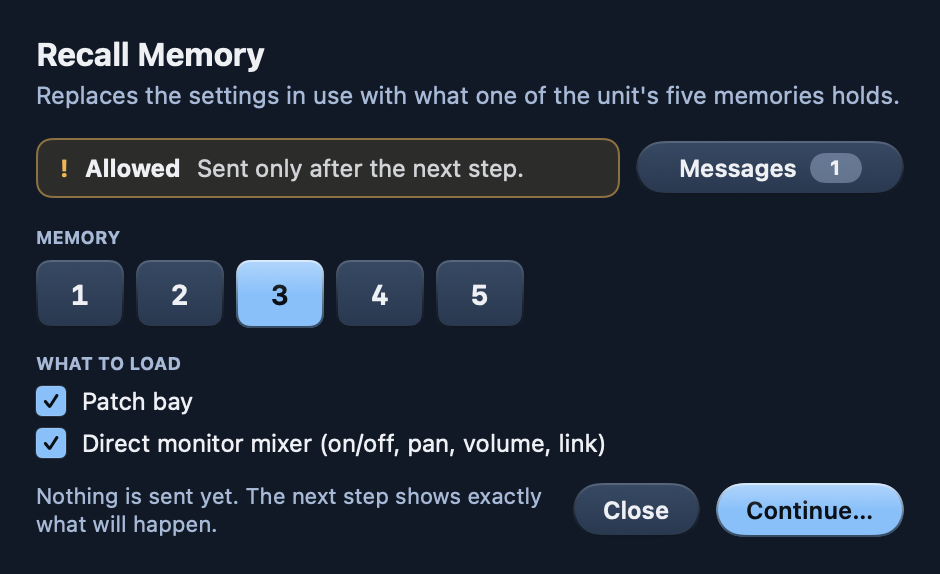 Recall Memory
Replaces the settings in use with what one of the unit's five memories holds.
! Allowed Sent only after the next step.
Messages 1
MEMORY
1 2 3 4 5
WHAT TO LOAD
Patch bay
Direct monitor mixer (on/off, pan, volume, link)
Nothing is sent yet. The next step shows exactly
what will happen.
Close
Continue...